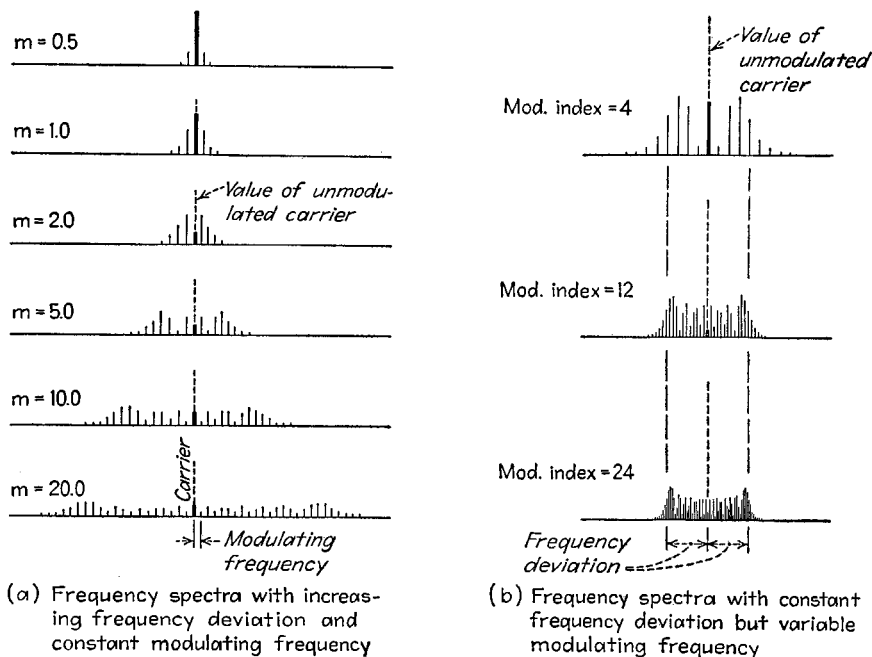 m = 0.5
m = 1.0
Value of unmodu-
lated carrier
m = 2.0
m = 5.0
m = 10.0
m = 20.0
Carrier
Modulating
frequency
(a) Frequency spectra with increas-
ing frequency deviation and
constant modulating frequency
Value of
unmodulated
carrier
Mod. index = 4
Mod. index = 12
Mod. index = 24
Frequency
deviation
(b) Frequency spectra with constant
frequency deviation but variable
modulating frequency